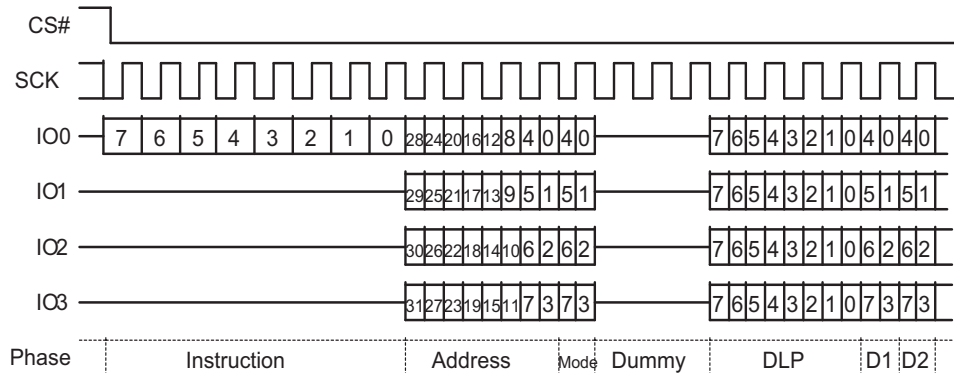 CS#
SCK
IO0 7 6 5 4 3 2 1 0 28 24 20 16 12 8 4 0 4 0 7 6 5 4 3 2 1 0 4 0 4 0
IO1 29 25 21 17 13 9 5 1 5 1 7 6 5 4 3 2 1 0 5 1 5 1
IO2 30 26 22 18 14 10 6 2 6 2 7 6 5 4 3 2 1 0 6 2 6 2
IO3 31 27 23 19 15 11 7 3 7 3 7 6 5 4 3 2 1 0 7 3 7 3
Phase Instruction Address Mode Dummy DLP D1 D2